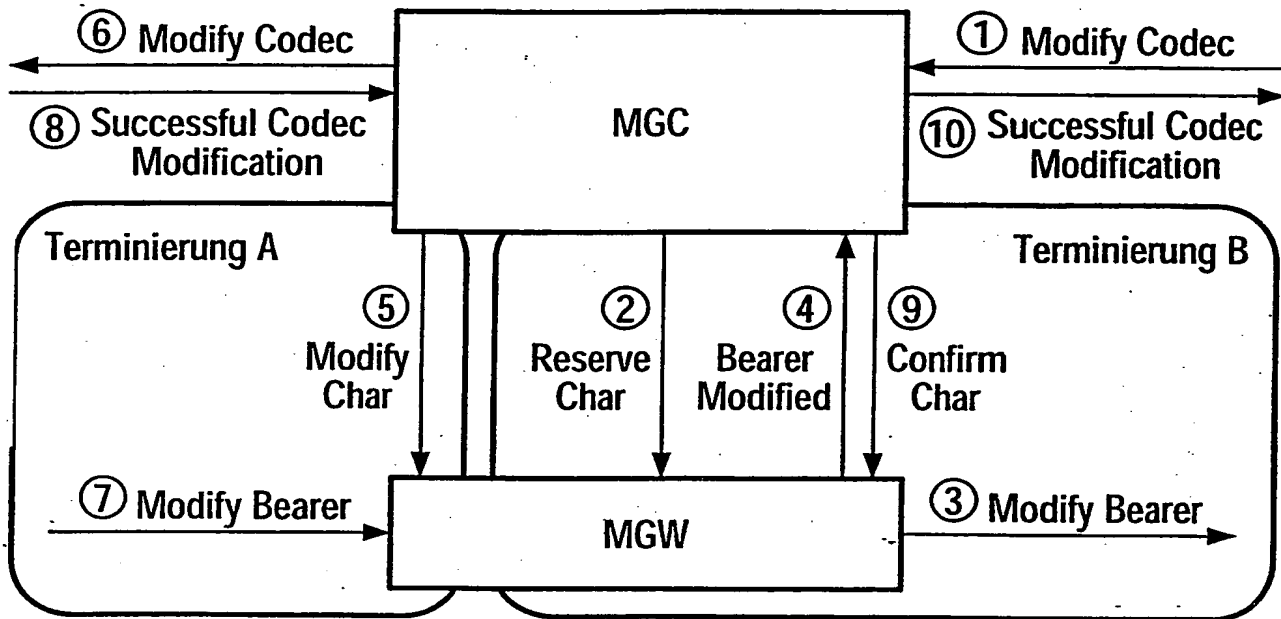 ⑥ Modify Codec
① Modify Codec
⑧ Successful Codec
Modification
MGC
⑩ Successful Codec
Modification
Terminierung A
Terminierung B
⑤
Modify
Char
②
Reserve
Char
④
Bearer
Modified
⑨
Confirm
Char
⑦ Modify Bearer
MGW
③ Modify Bearer